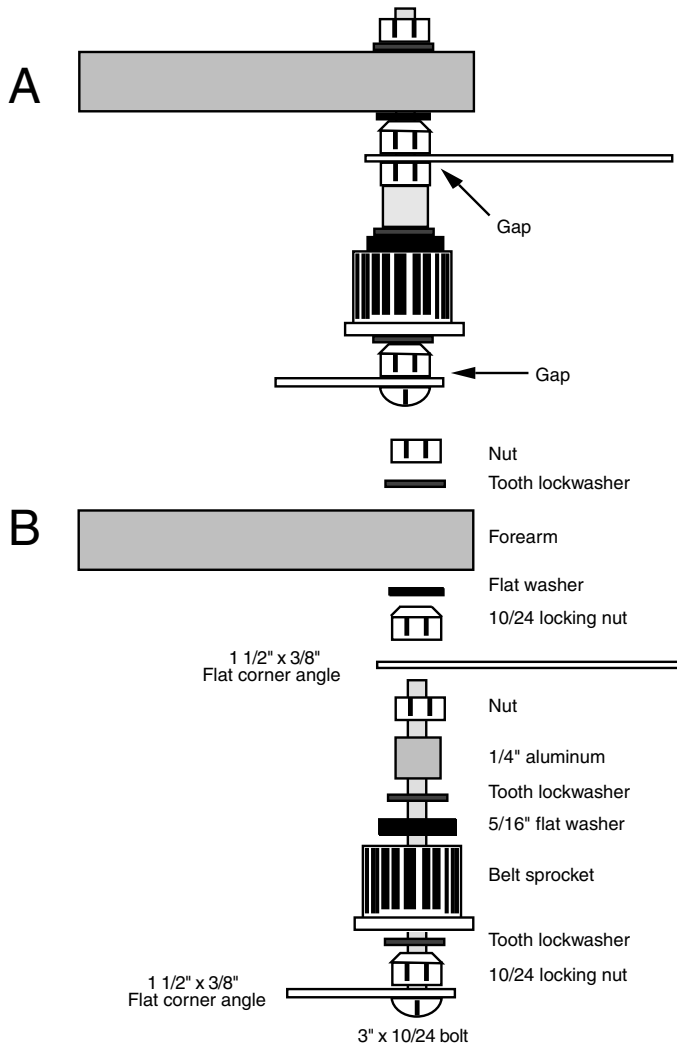 A
Gap
Gap
Nut
Tooth lockwasher
B
Forearm
Flat washer
10/24 locking nut
1 1/2" x 3/8"
Flat corner angle
Nut
1/4" aluminum
Tooth lockwasher
5/16" flat washer
Belt sprocket
Tooth lockwasher
10/24 locking nut
1 1/2" x 3/8"
Flat corner angle
3" x 10/24 bolt